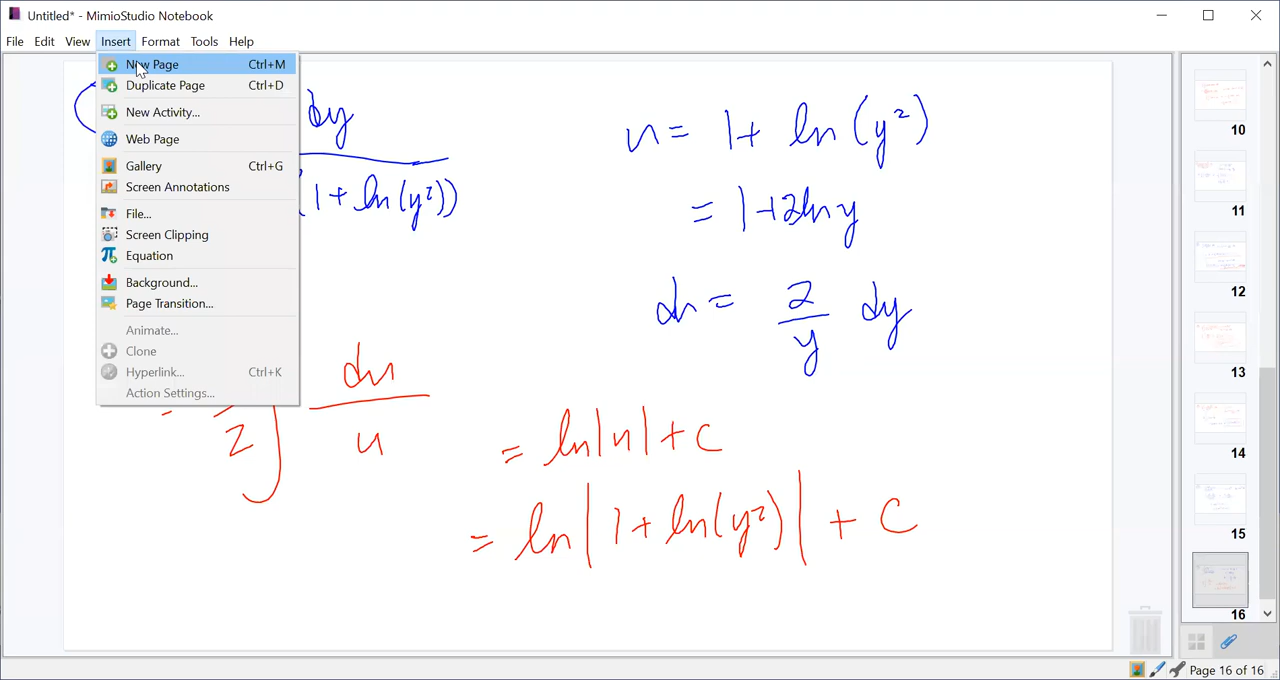 Untitled* - MimioStudio Notebook
File Edit View Insert Format Tools Help
New Page Ctrl+M
Duplicate Page Ctrl+D
New Activity...
Web Page
Gallery Ctrl+G
Screen Annotations
File...
Screen Clipping
Equation
Background...
Page Transition...
Animate...
Clone
Hyperlink... Ctrl+K
Action Settings...
dy
(1+ ln(y²))
u = 1 + ln (y²)
= 1+2lny
du = 2/y dy
= 1/2 ∫ du/u = ln|u| + C
= ln|1+ ln(y²)| + C
10
11
12
13
14
15
16
Page 16 of 16